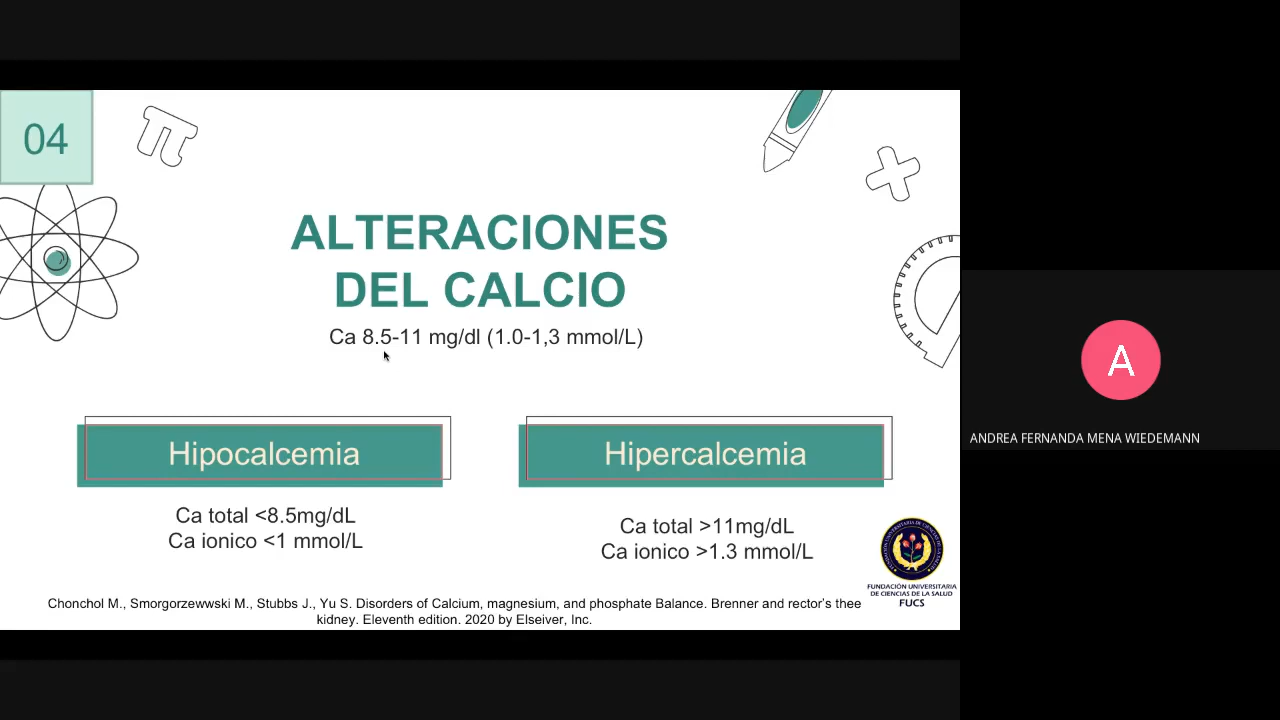 04
ALTERACIONES
DEL CALCIO
Ca 8.5-11 mg/dl (1.0-1,3 mmol/L)
Hipocalcemia
Hipercalcemia
Ca total <8.5mg/dL
Ca ionico <1 mmol/L
Ca total >11mg/dL
Ca ionico >1.3 mmol/L
FUNDACIÓN UNIVERSITARIA
DE CIENCIAS DE LA SALUD
FUCS
Chonchol M., Smorgorzewwski M., Stubbs J., Yu S. Disorders of Calcium, magnesium, and phosphate Balance. Brenner and rector's thee
kidney. Eleventh edition. 2020 by Elseiver, Inc.
A
ANDREA FERNANDA MENA WIEDEMANN